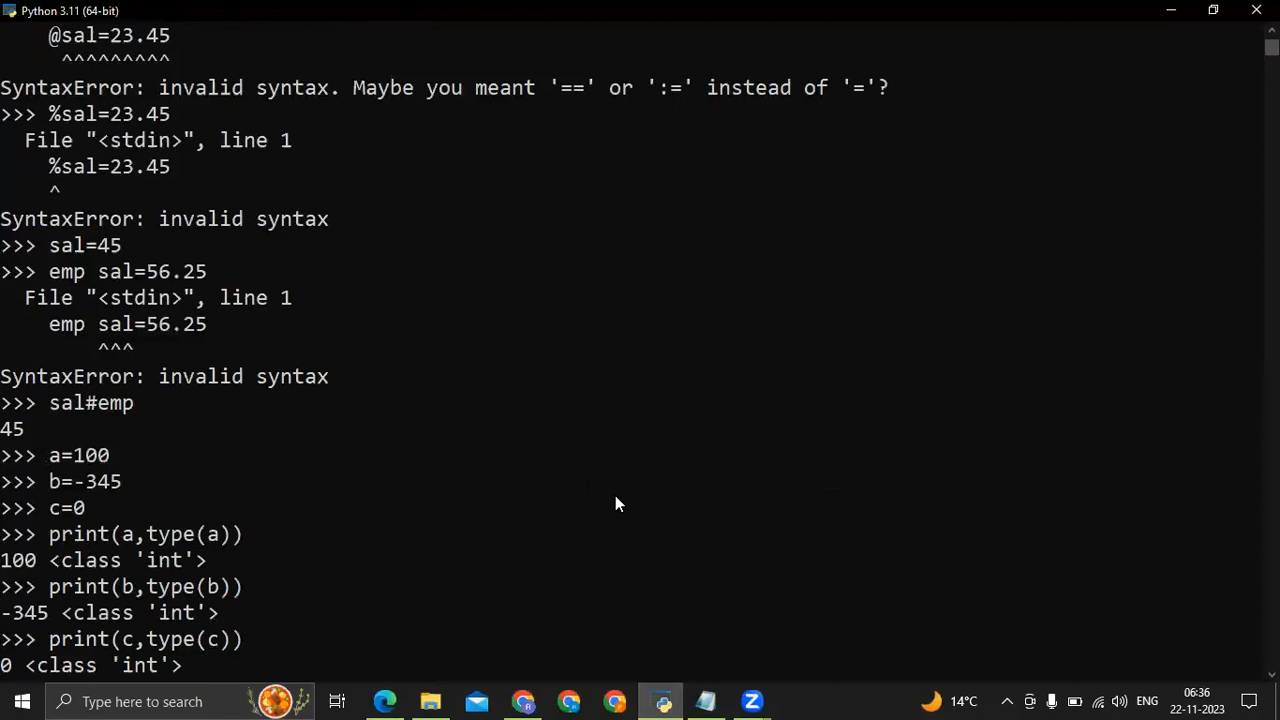 Python 3.11 (64-bit)
@sal=23.45
^^^^^^^^^
SyntaxError: invalid syntax. Maybe you meant '==' or ':=' instead of '='?
>>> %sal=23.45
  File "<stdin>", line 1
    %sal=23.45
    ^
SyntaxError: invalid syntax
>>> sal=45
>>> emp sal=56.25
  File "<stdin>", line 1
    emp sal=56.25
        ^^^
SyntaxError: invalid syntax
>>> sal#emp
45
>>> a=100
>>> b=-345
>>> c=0
>>> print(a,type(a))
100 <class 'int'>
>>> print(b,type(b))
-345 <class 'int'>
>>> print(c,type(c))
0 <class 'int'>
Type here to search
14°C
ENG
06:36
22-11-2023